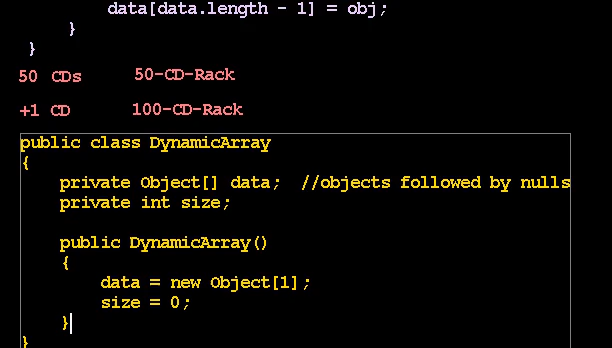 data[data.length - 1] = obj;
}
}
50 CDs 50-CD-Rack
+1 CD 100-CD-Rack
public class DynamicArray
{
private Object[] data; //objects followed by nulls
private int size;
public DynamicArray()
{
data = new Object[1];
size = 0;
}
}